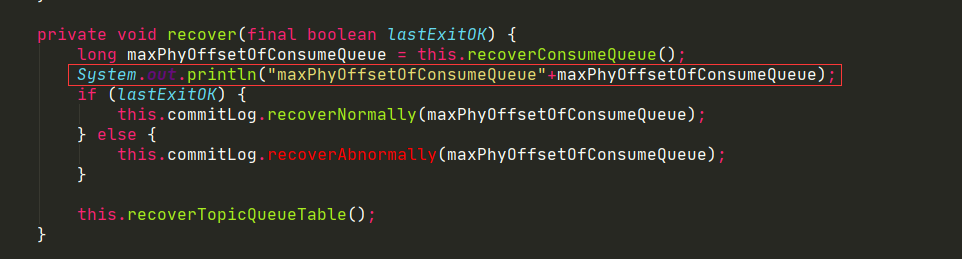 private void recover(final boolean lastExitOK) {
long maxPhyOffsetOfConsumeQueue = this.recoverConsumeQueue();
System.out.println("maxPhyOffsetOfConsumeQueue"+maxPhyOffsetOfConsumeQueue);
if (lastExitOK) {
this.commitLog.recoverNormally(maxPhyOffsetOfConsumeQueue);
} else {
this.commitLog.recoverAbnormally(maxPhyOffsetOfConsumeQueue);
}
this.recoverTopicQueueTable();
}